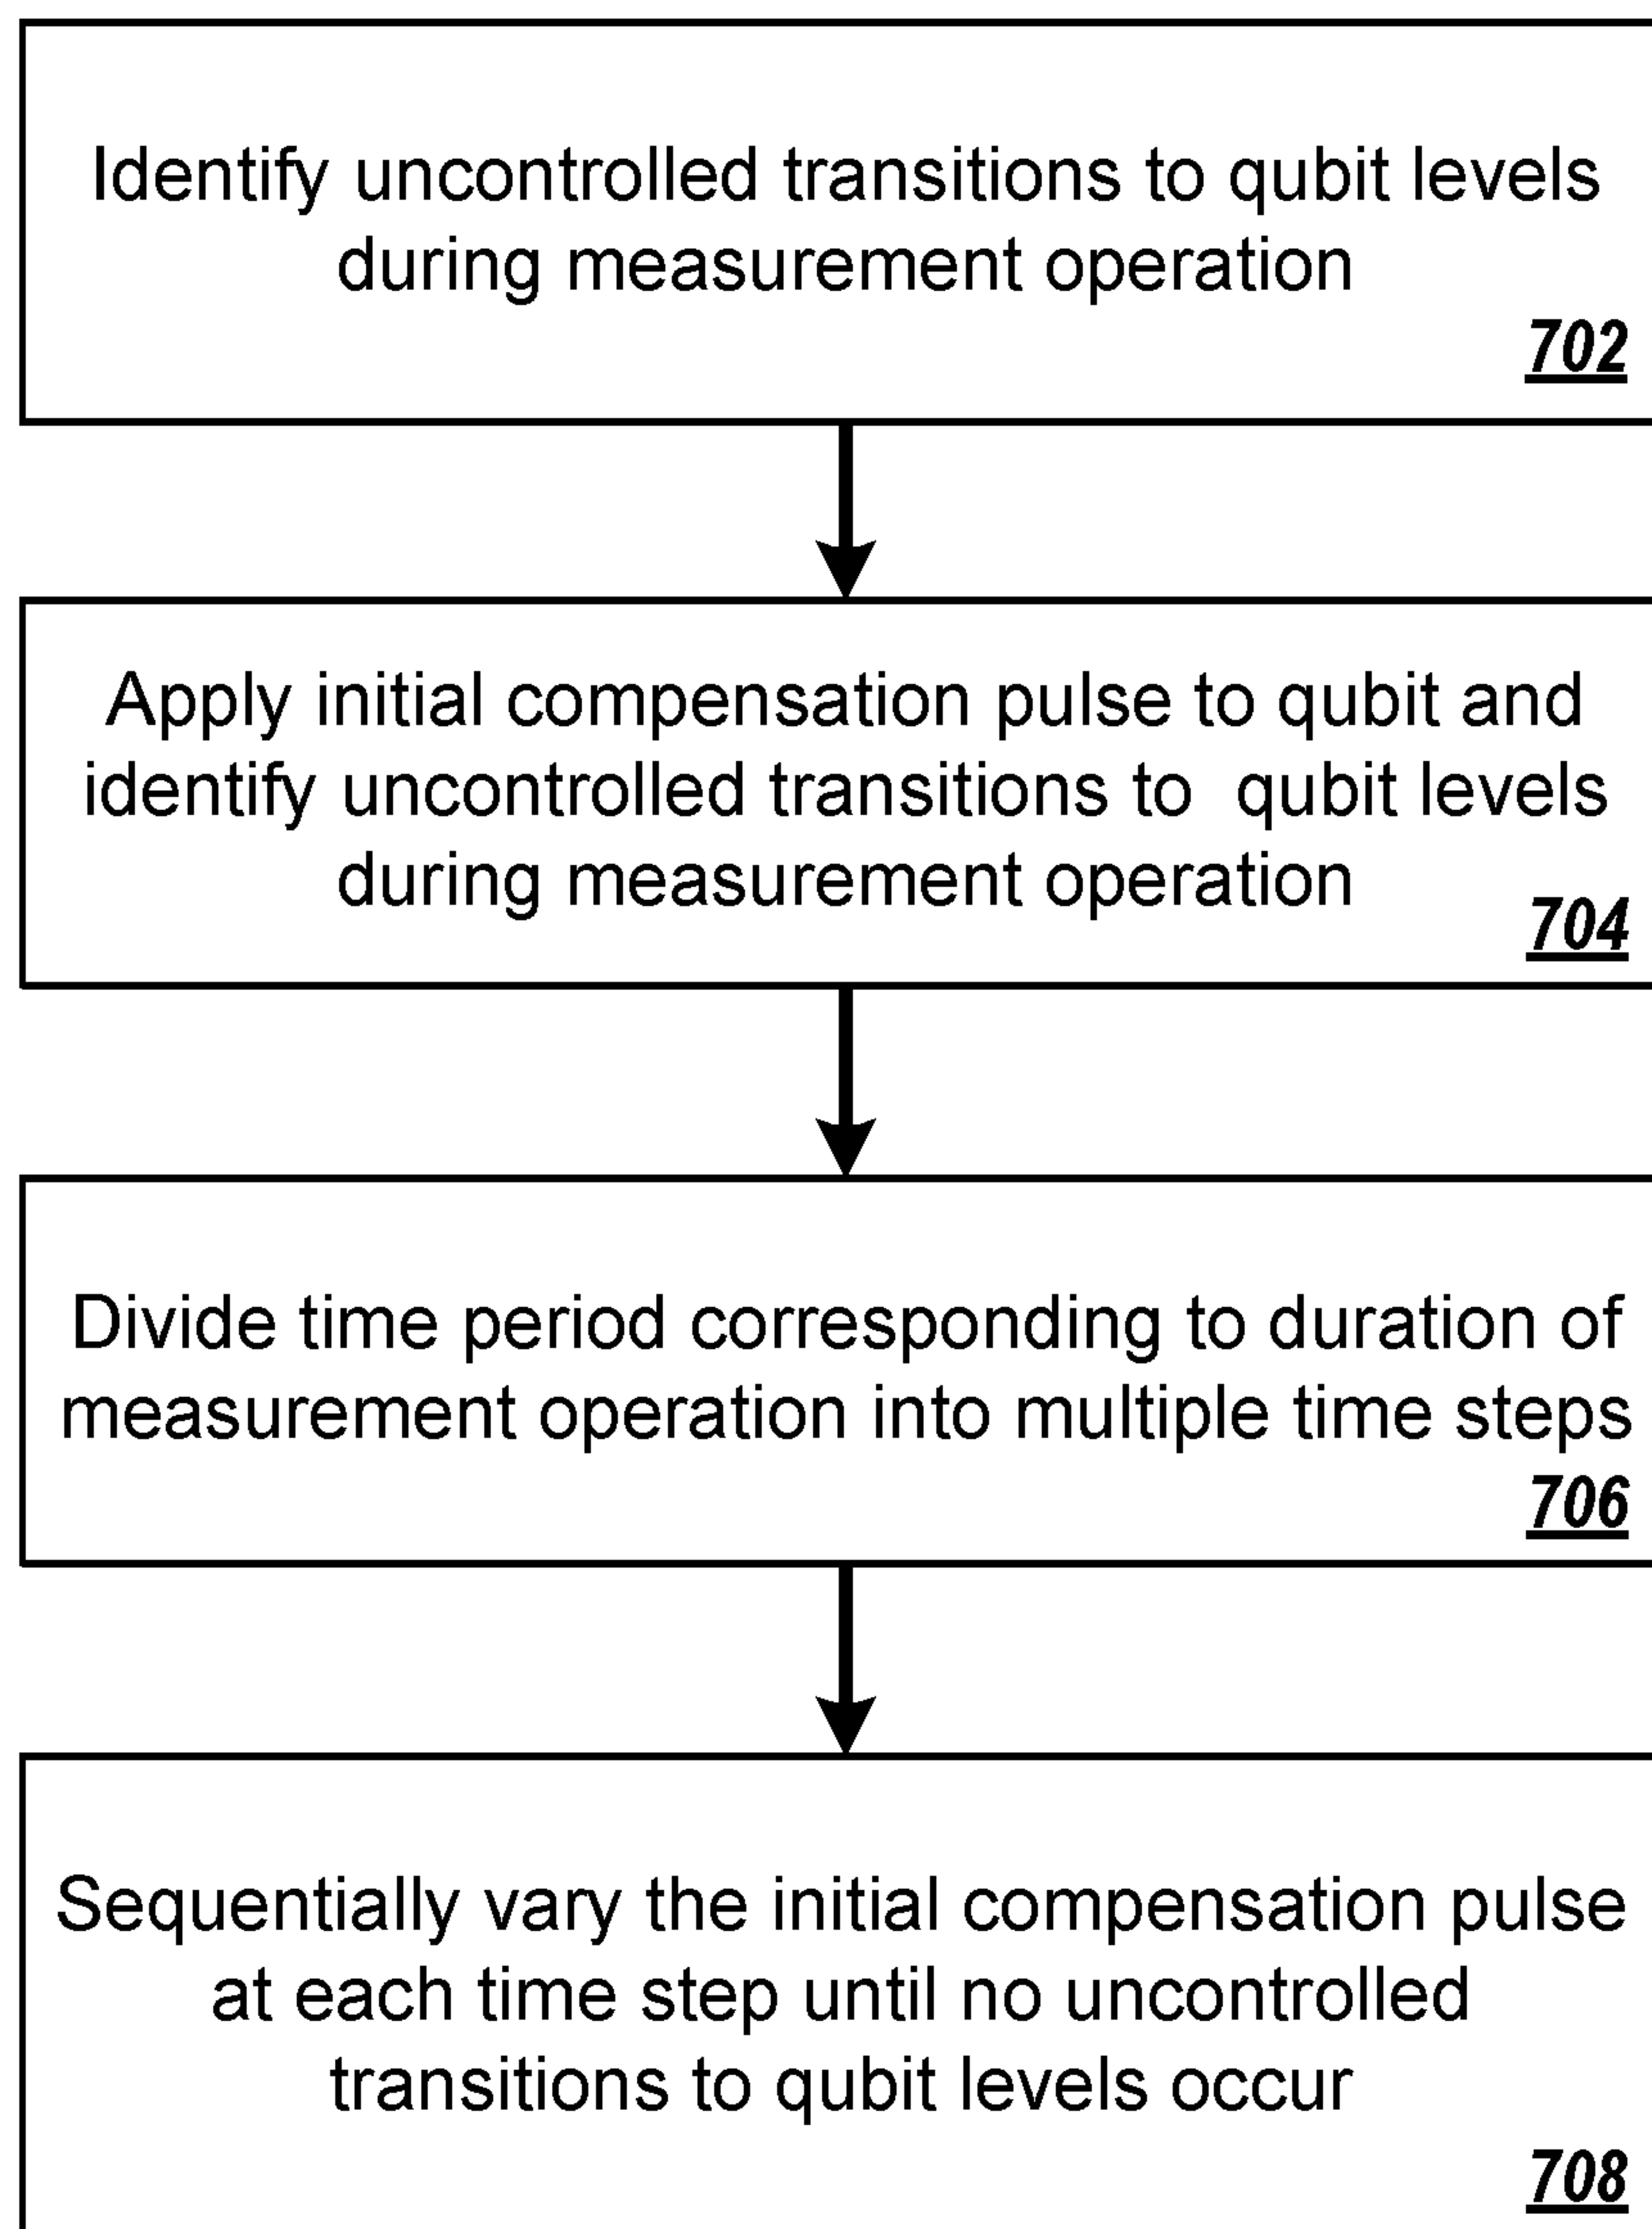 Identify uncontrolled transitions to qubit levels
during measurement operation
702
Apply initial compensation pulse to qubit and
identify uncontrolled transitions to qubit levels
during measurement operation
704
Divide time period corresponding to duration of
measurement operation into multiple time steps
706
Sequentially vary the initial compensation pulse
at each time step until no uncontrolled
transitions to qubit levels occur
708